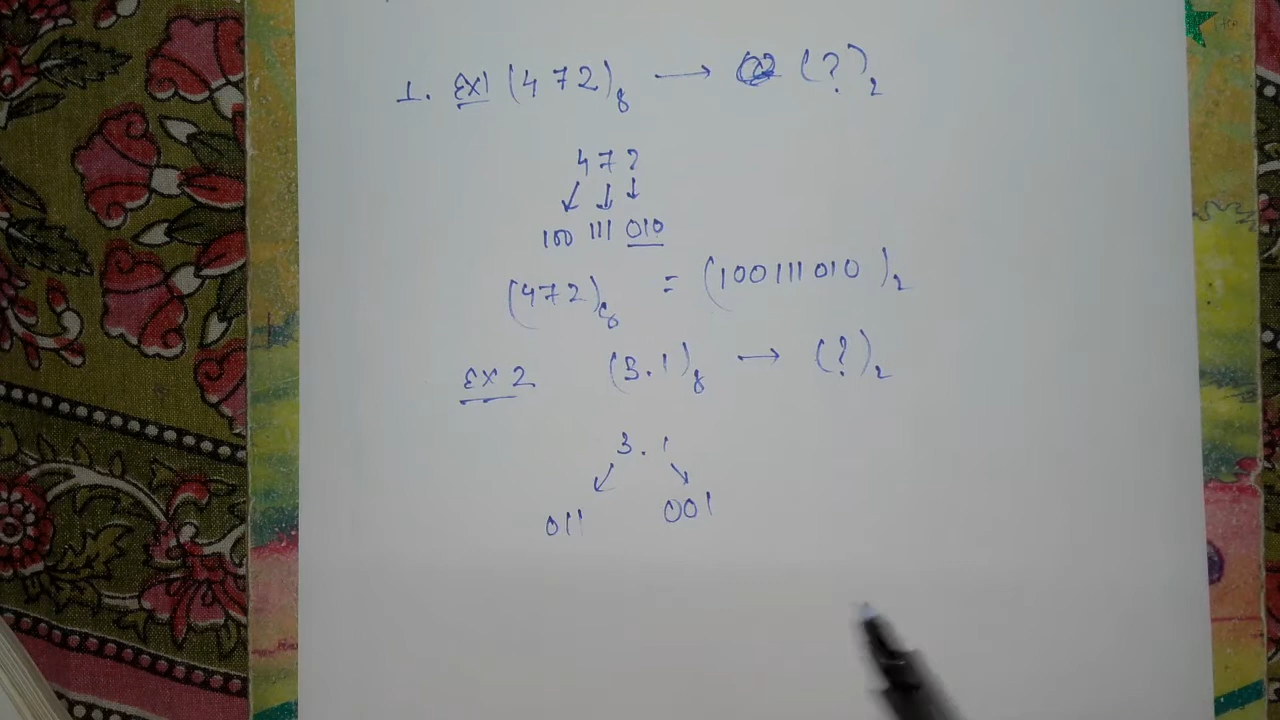 1. Ex1 (472)8 → (?)2
472
↙ ↓ ↓
100 111 010
(472)8 = (100111010)2
Ex 2 (3.1)8 → (?)2
3.1
↙ ↘
011 001